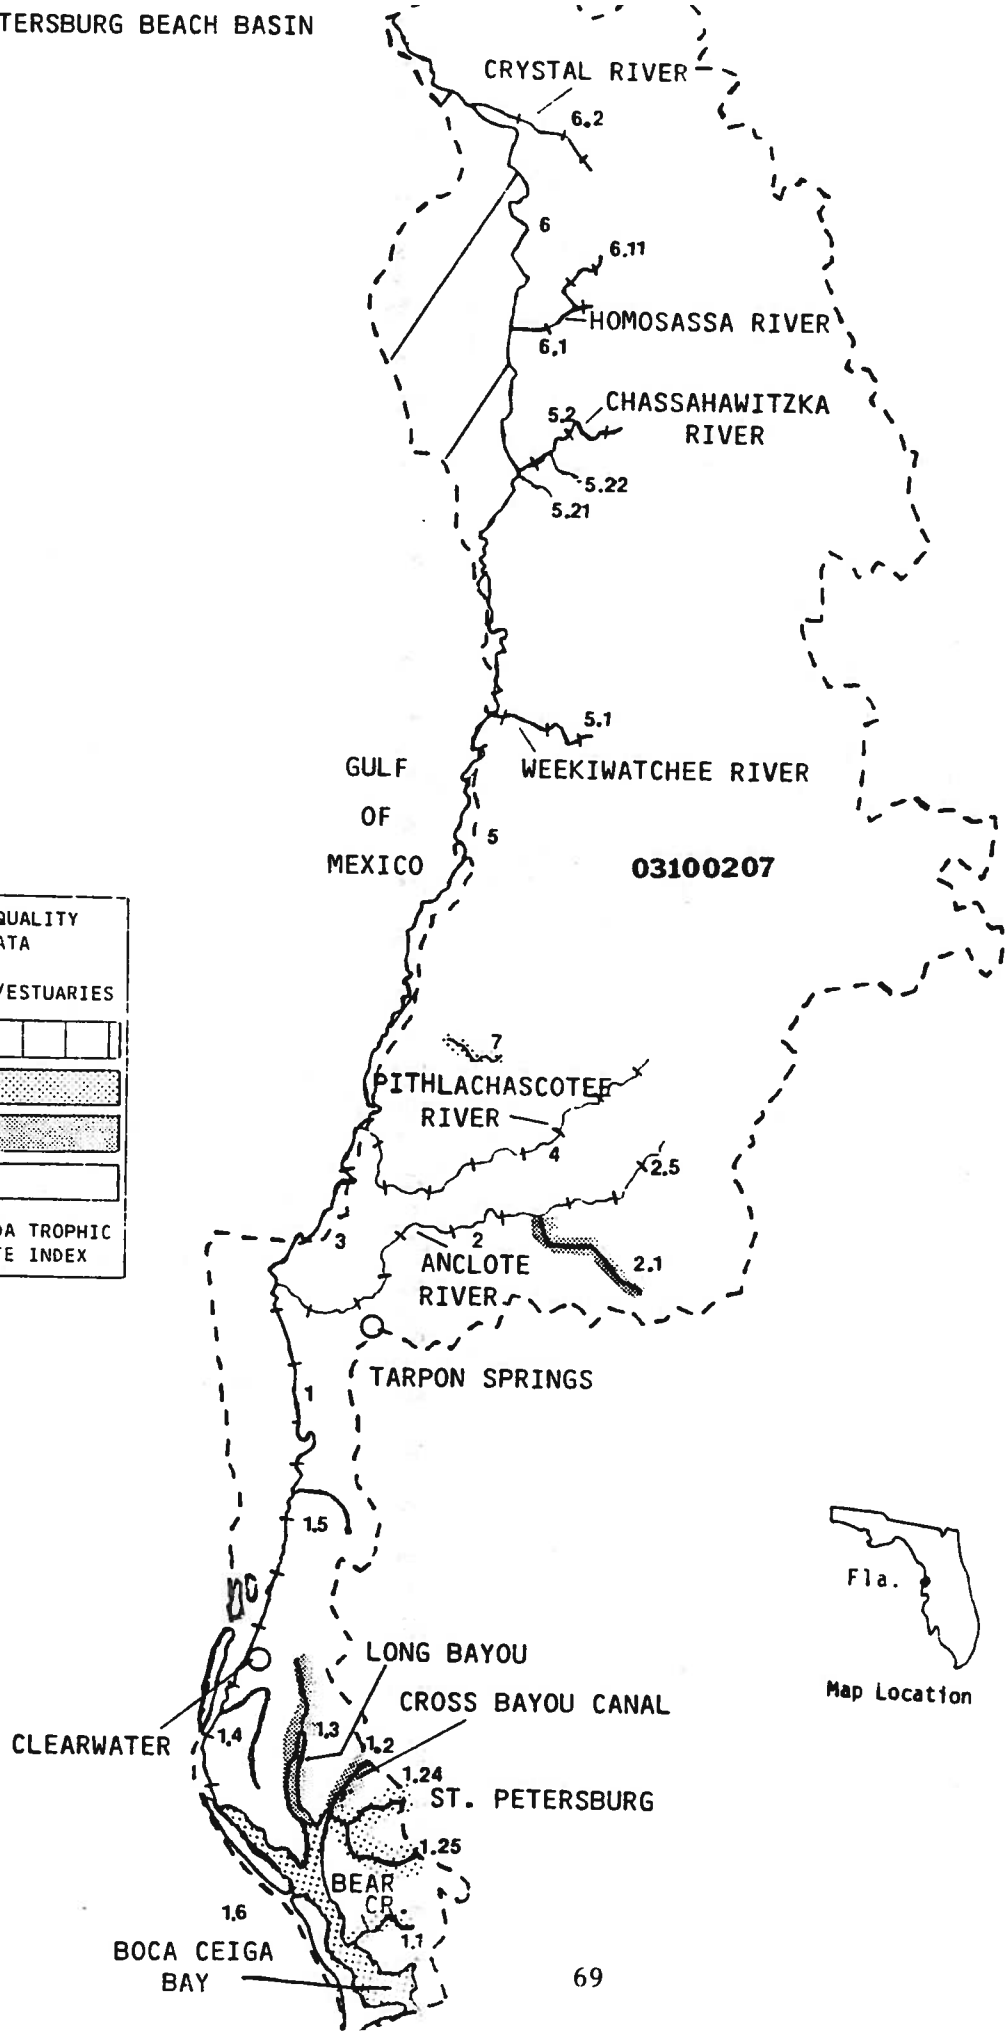 TERSBURG BEACH BASIN
CRYSTAL RIVER
6.2
6
6.11
HOMOSASSA RIVER
6.1
CHASSAHAWITZKA
RIVER
5.2
5.22
5.21
5.1
WEEKIWATCHEE RIVER
GULF
OF
MEXICO
5
03100207
QUALITY
ATA
/ESTUARIES
DA TROPHIC
TE INDEX
7
PITHLACHASCOTEE
RIVER
4
2.5
3
2
ANCLOTE
RIVER
2.1
TARPON SPRINGS
1
1.5
Fla.
Map Location
LONG BAYOU
CROSS BAYOU CANAL
CLEARWATER
1.4
1.3
1.2
1.24
ST. PETERSBURG
1.25
BEAR
CR.
1.6
1.1
BOCA CEIGA
BAY
69